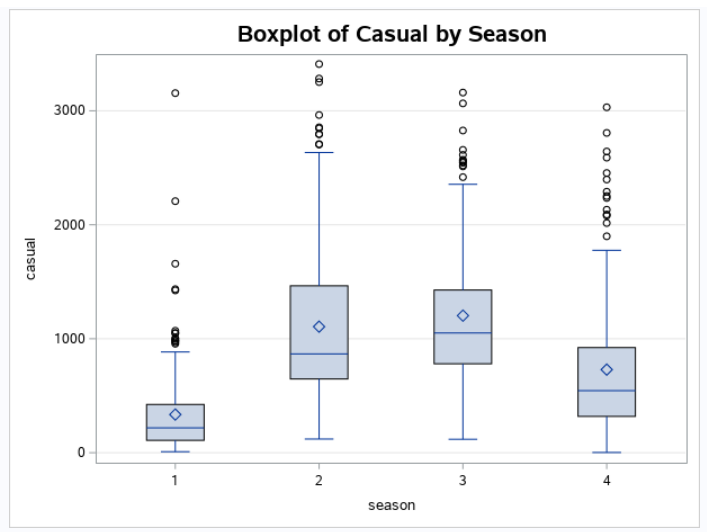 Boxplot of Casual by Season
3000
2000
1000
0
casual
1 2 3 4
season